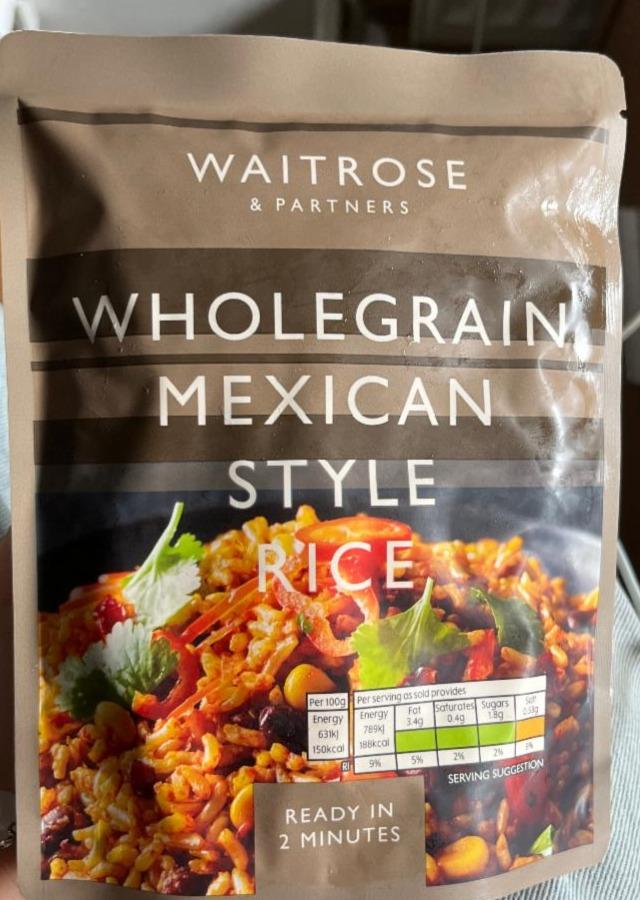 WAITROSE
& PARTNERS
WHOLEGRAIN
MEXICAN
STYLE
RICE
Per 100g
Energy
631kJ
150kcal
Per serving as sold provides
Energy
789kJ
188kcal
9%
Fat
3.4g
5%
Saturates
0.4g
2%
Sugars
1.8g
2%
Salt
RI
SERVING SUGGESTION
READY IN
2 MINUTES